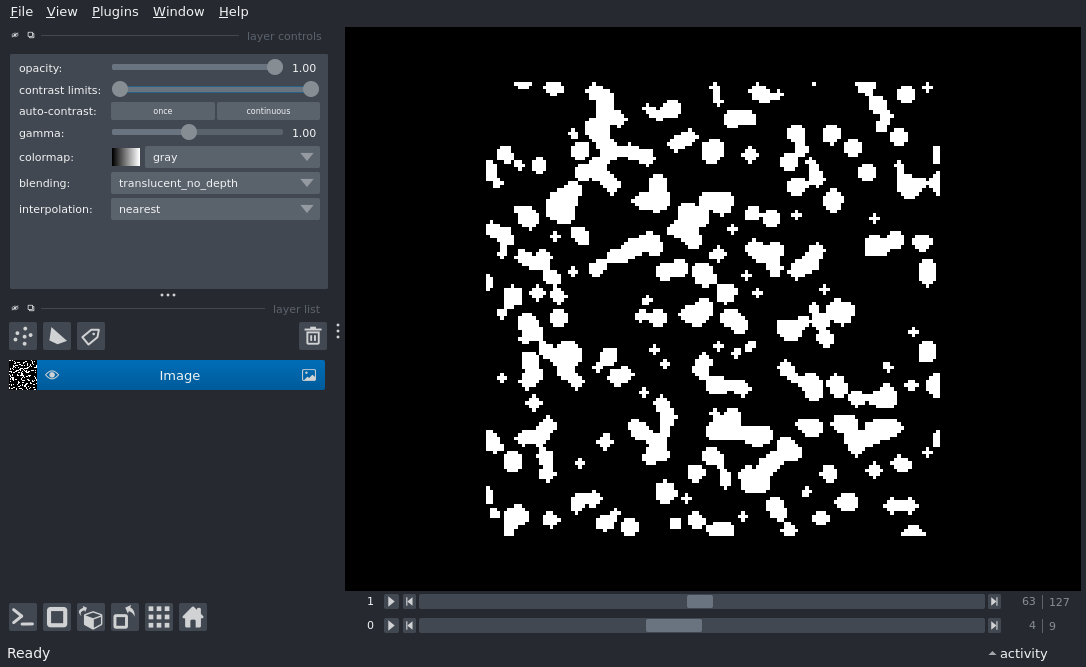 File View Plugins Window Help
layer controls
opacity: 1.00
contrast limits:
auto-contrast: once continuous
gamma: 1.00
colormap: gray
blending: translucent_no_depth
interpolation: nearest
layer list
Image
1 63 127
0 4 9
Ready activity